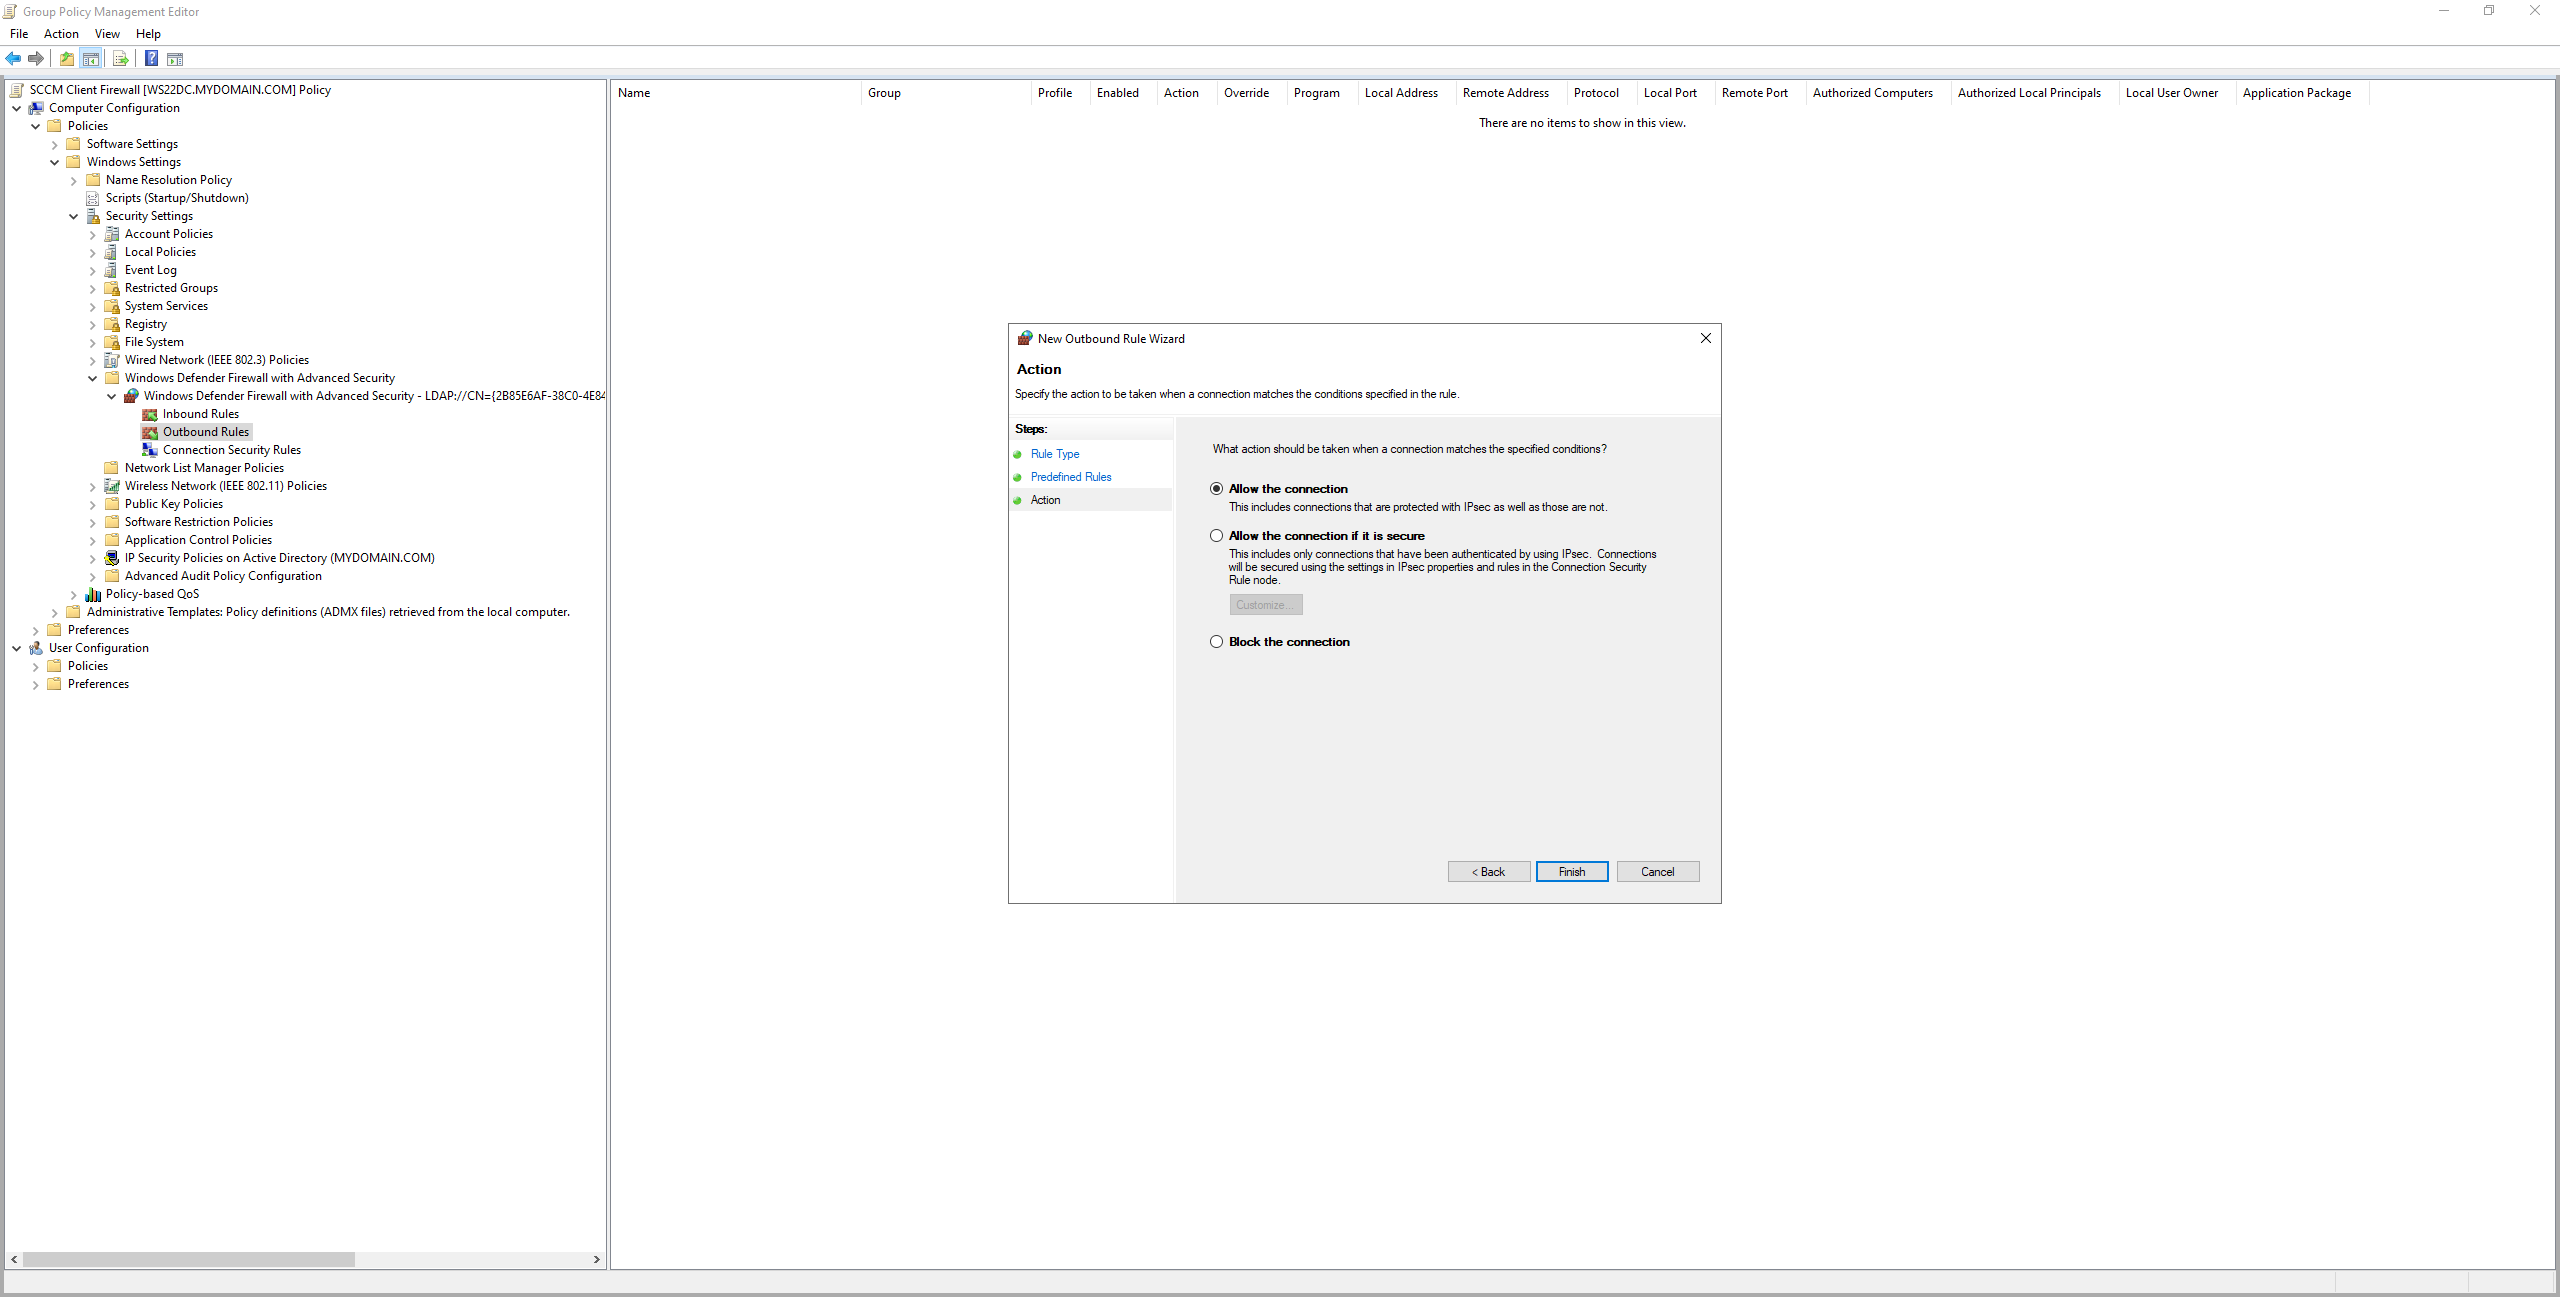 Group Policy Management Editor
File Action View Help
SCCM Client Firewall [WS22DC.MYDOMAIN.COM] Policy
Computer Configuration
Policies
Software Settings
Windows Settings
Name Resolution Policy
Scripts (Startup/Shutdown)
Security Settings
Account Policies
Local Policies
Event Log
Restricted Groups
System Services
Registry
File System
Wired Network (IEEE 802.3) Policies
Windows Defender Firewall with Advanced Security
Windows Defender Firewall with Advanced Security - LDAP://CN={2B85E6AF-38C0-4E84
Inbound Rules
Outbound Rules
Connection Security Rules
Network List Manager Policies
Wireless Network (IEEE 802.11) Policies
Public Key Policies
Software Restriction Policies
Application Control Policies
IP Security Policies on Active Directory (MYDOMAIN.COM)
Advanced Audit Policy Configuration
Policy-based QoS
Administrative Templates: Policy definitions (ADMX files) retrieved from the local computer.
Preferences
User Configuration
Policies
Preferences
Name Group Profile Enabled Action Override Program Local Address Remote Address Protocol Local Port Remote Port Authorized Computers Authorized Local Principals Local User Owner Application Package
There are no items to show in this view.
New Outbound Rule Wizard
Action
Specify the action to be taken when a connection matches the conditions specified in the rule.
Steps:
Rule Type
Predefined Rules
Action
What action should be taken when a connection matches the specified conditions?
Allow the connection
This includes connections that are protected with IPsec as well as those are not.
Allow the connection if it is secure
This includes only connections that have been authenticated by using IPsec. Connections
will be secured using the settings in IPsec properties and rules in the Connection Security
Rule node.
Customize...
Block the connection
< Back Finish Cancel